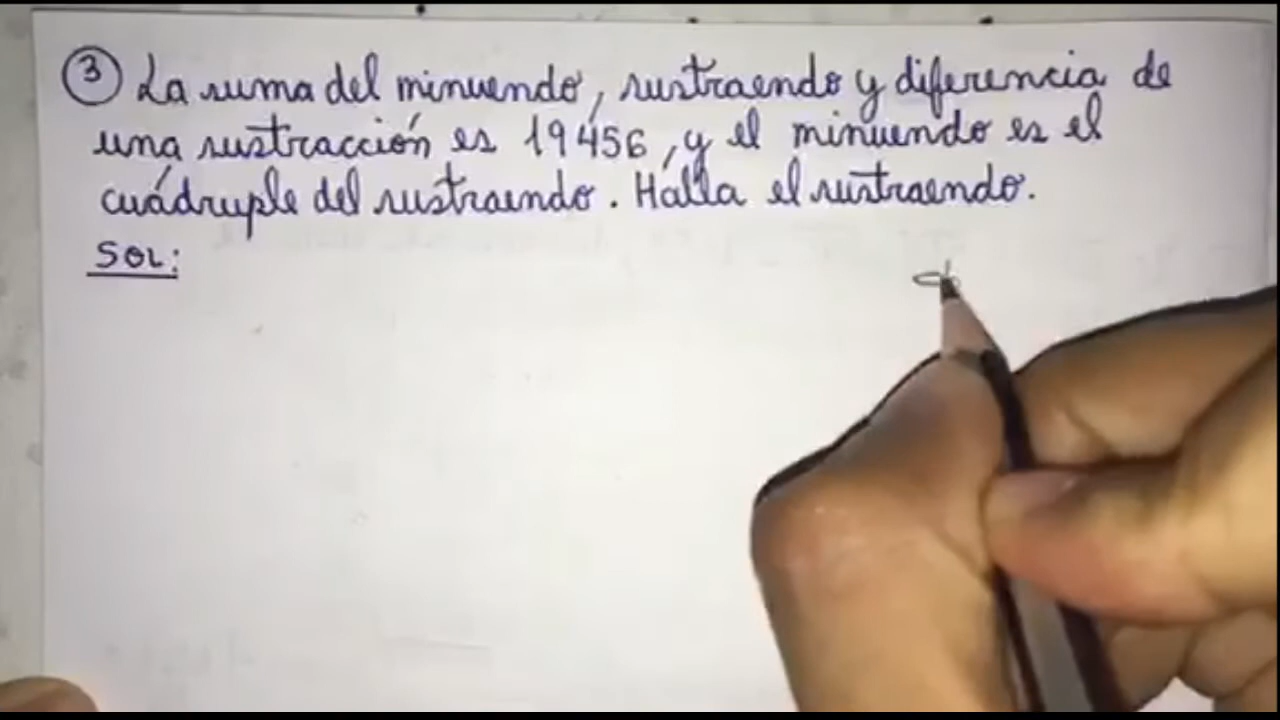 ③ La suma del minuendo, sustraendo y diferencia de
una sustracción es 19456, y el minuendo es el
cuádruple del sustraendo. Halla el sustraendo.
SOL: